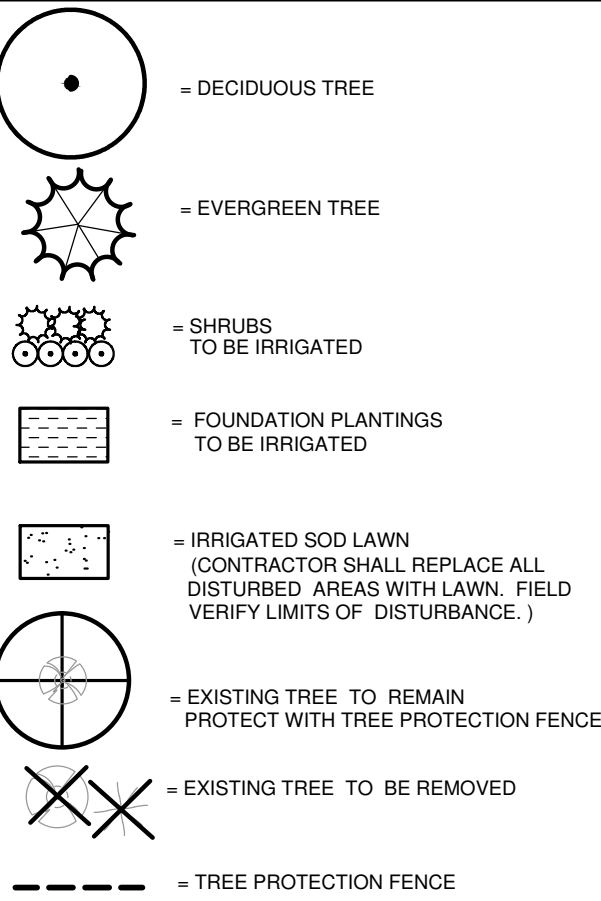 = DECIDUOUS TREE
= EVERGREEN TREE
= SHRUBS
TO BE IRRIGATED
= FOUNDATION PLANTINGS
TO BE IRRIGATED
= IRRIGATED SOD LAWN
(CONTRACTOR SHALL REPLACE ALL
DISTURBED AREAS WITH LAWN. FIELD
VERIFY LIMITS OF DISTURBANCE. )
= EXISTING TREE TO REMAIN
PROTECT WITH TREE PROTECTION FENCE
= EXISTING TREE TO BE REMOVED
= TREE PROTECTION FENCE